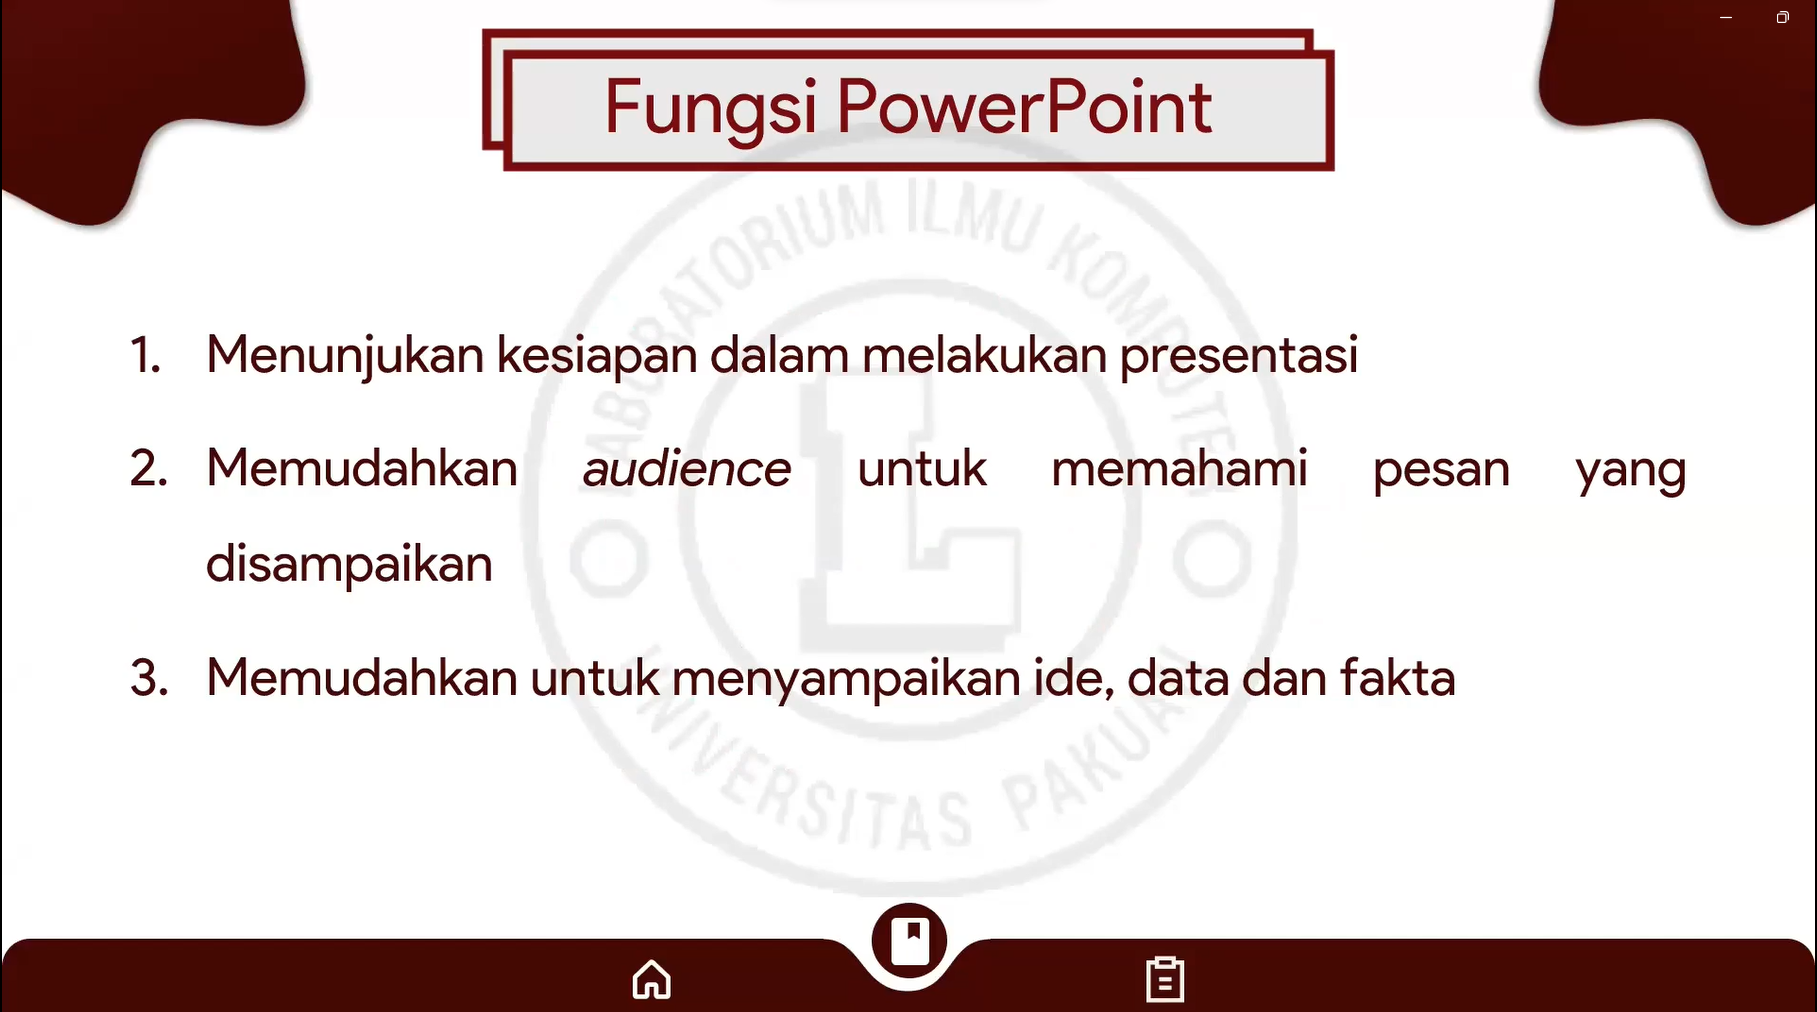 Fungsi PowerPoint
LABORATORIUM ILMU KOMPUTER
1. Menunjukan kesiapan dalam melakukan presentasi
2. Memudahkan audience untuk memahami pesan yang
disampaikan
3. Memudahkan untuk menyampaikan ide, data dan fakta
L
UNIVERSITAS PAKUAN